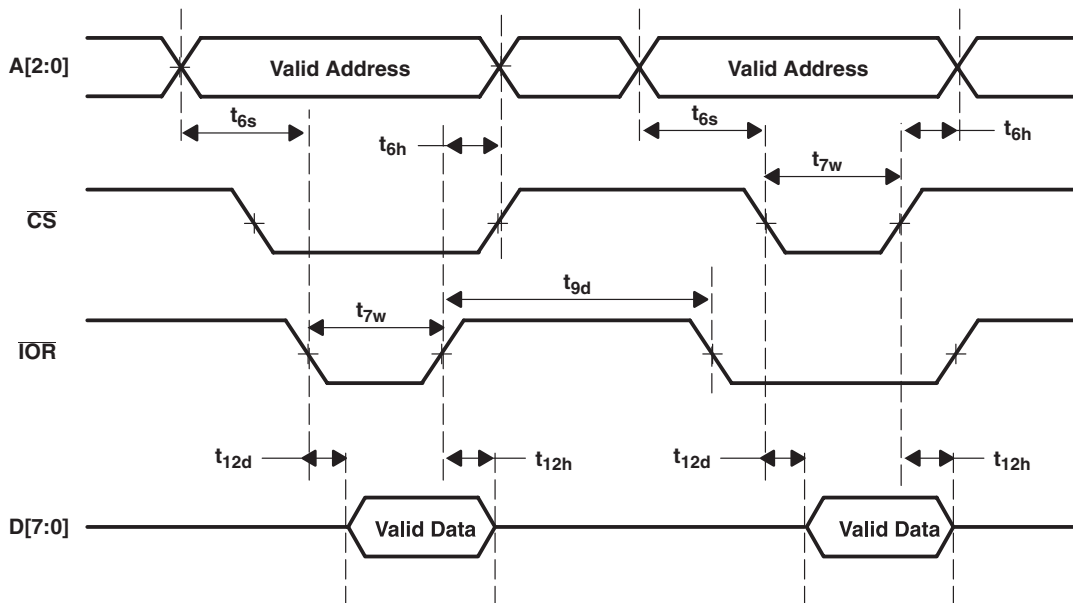 A[2:0] Valid Address Valid Address
t6s t6h t6s t6h
t7w
CS
t9d
t7w
IOR
t12d t12h t12d t12h
D[7:0] Valid Data Valid Data